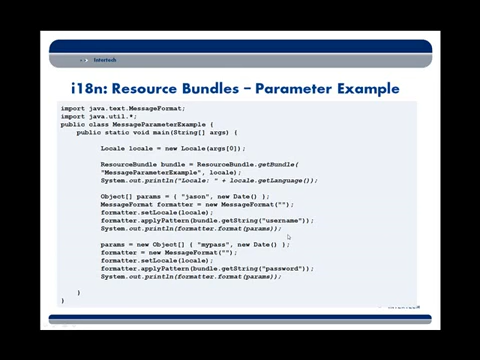 Intertech
i18n: Resource Bundles – Parameter Example
import java.text.MessageFormat;
import java.util.*;
public class MessageParameterExample {
public static void main(String[] args) {
Locale locale = new Locale(args[0]);
ResourceBundle bundle = ResourceBundle.getBundle(
"MessageParameterExample", locale);
System.out.println("Locale: " + locale.getLanguage());
Object[] params = { "jason", new Date() };
MessageFormat formatter = new MessageFormat("");
formatter.setLocale(locale);
formatter.applyPattern(bundle.getString("username"));
System.out.println(formatter.format(params));
params = new Object[] { "mypass", new Date() };
formatter = new MessageFormat("");
formatter.setLocale(locale);
formatter.applyPattern(bundle.getString("password"));
System.out.println(formatter.format(params));
}
}